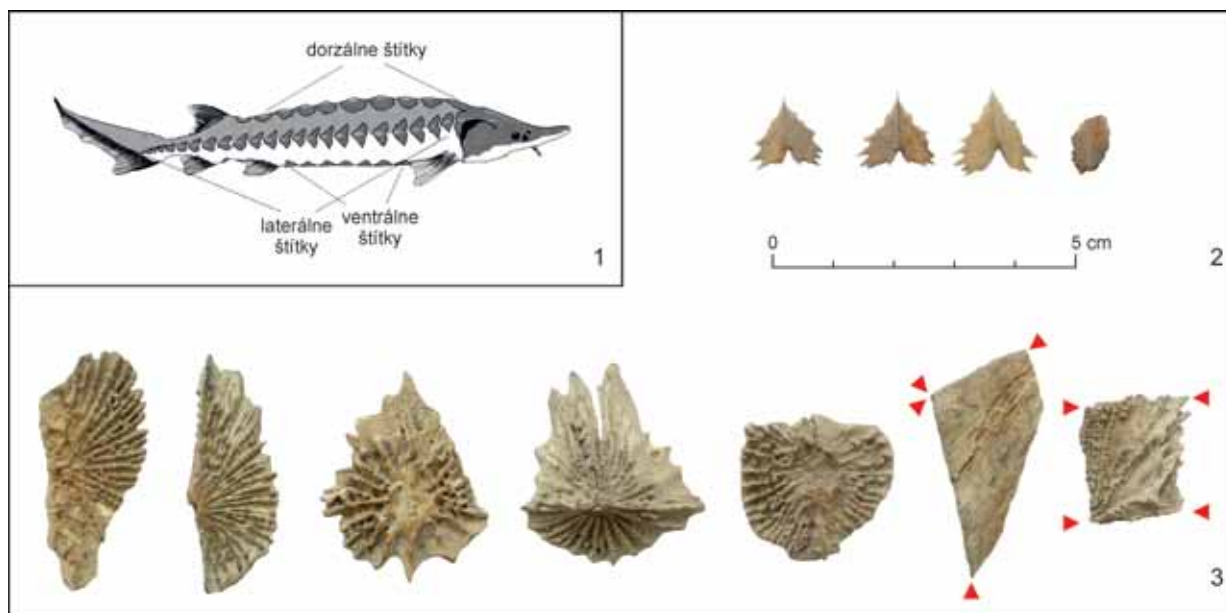 dorzálne štítky
laterálne
štítky
ventrálne
štítky
1
0 5 cm
2
3